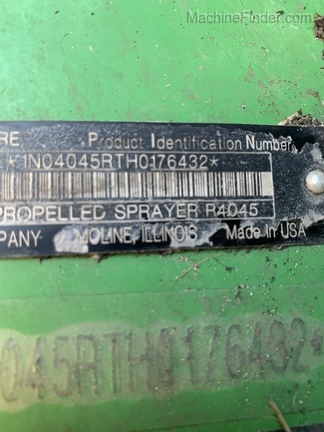 MachineFinder.com
RE Product Identification Number
*1N04045RTH0176432*
PROPELLED SPRAYER R4045
PANY MOLINE, ILLINOIS Made In USA
045RTH0176432*